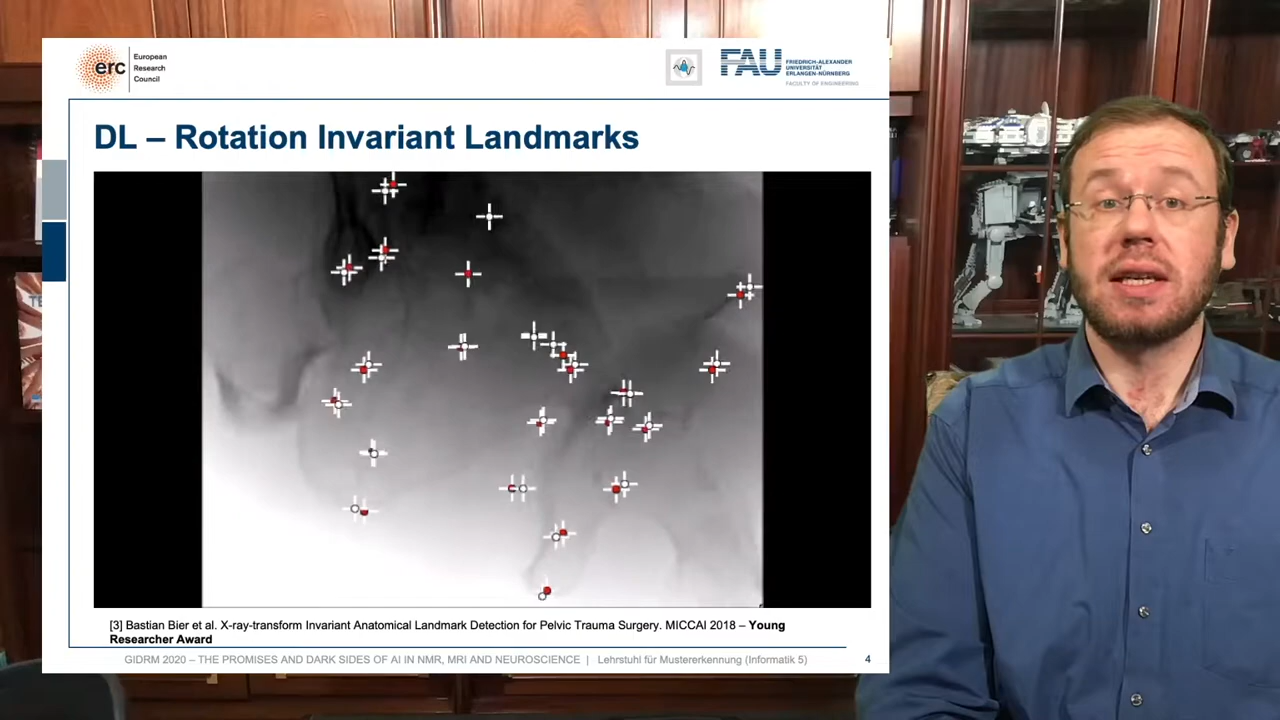 erc
European
Research
Council
FAU
FRIEDRICH-ALEXANDER
UNIVERSITÄT
ERLANGEN-NÜRNBERG
FACULTY OF ENGINEERING
DL – Rotation Invariant Landmarks
[3] Bastian Bier et al. X-ray-transform Invariant Anatomical Landmark Detection for Pelvic Trauma Surgery. MICCAI 2018 – Young
Researcher Award
GIDRM 2020 – THE PROMISES AND DARK SIDES OF AI IN NMR, MRI AND NEUROSCIENCE | Lehrstuhl für Mustererkennung (Informatik 5)
4